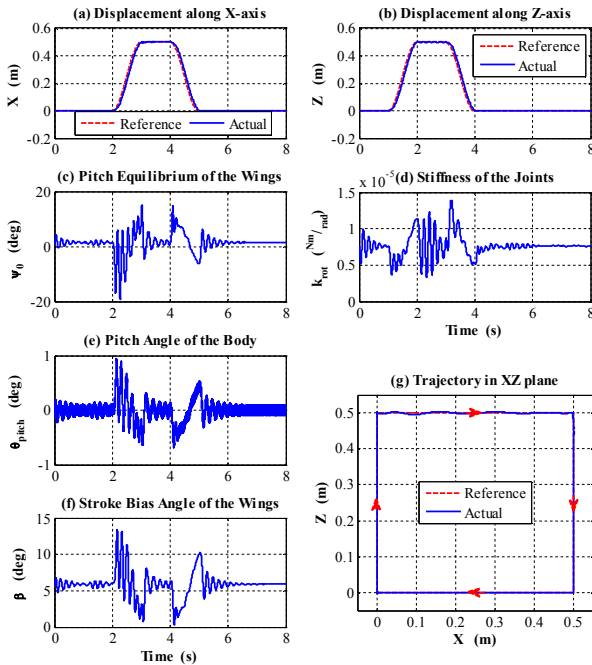 (a) Displacement along X-axis
0.6
0.4
0.2
0
-0.2
X (m)
Reference
Actual
0 2 4 6 8
(b) Displacement along Z-axis
0.6
0.4
0.2
0
-0.2
Z (m)
Reference
Actual
0 2 4 6 8
(c) Pitch Equilibrium of the Wings
20
0
-20
ψ0 (deg)
0 2 4 6 8
x 10-5
(d) Stiffness of the Joints
1.5
1
0.5
0
krot (Nm/rad)
0 2 4 6 8
Time (s)
(e) Pitch Angle of the Body
1
0
-1
θpitch (deg)
0 2 4 6 8
(f) Stroke Bias Angle of the Wings
15
10
5
0
β (deg)
0 2 4 6 8
Time (s)
(g) Trajectory in XZ plane
0.5
0.4
0.3
0.2
0.1
0
Z (m)
Reference
Actual
0 0.1 0.2 0.3 0.4 0.5
X (m)